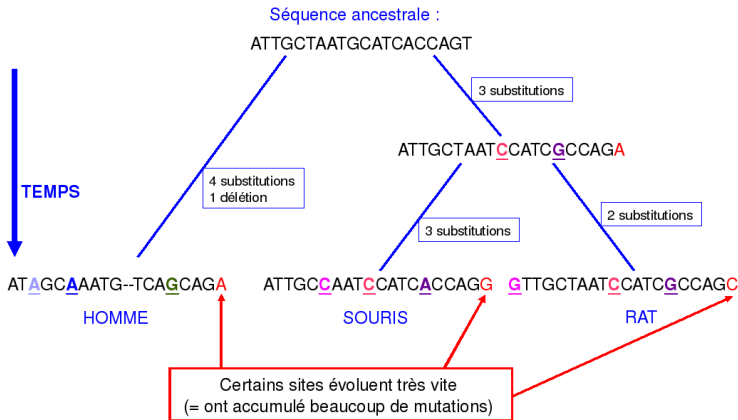 Séquence ancestrale :
ATTGCTAATGCATCACCAGT
3 substitutions
ATTGCTAATCCATCGCCAGA
TEMPS
4 substitutions
1 délétion
3 substitutions
2 substitutions
ATAGCAAATG--TCAGCAGA
ATTGCCAATCCATCACCAGG
GTTGCTAATCCATCGCCAGC
HOMME
SOURIS
RAT
Certains sites évoluent très vite
(= ont accumulé beaucoup de mutations)